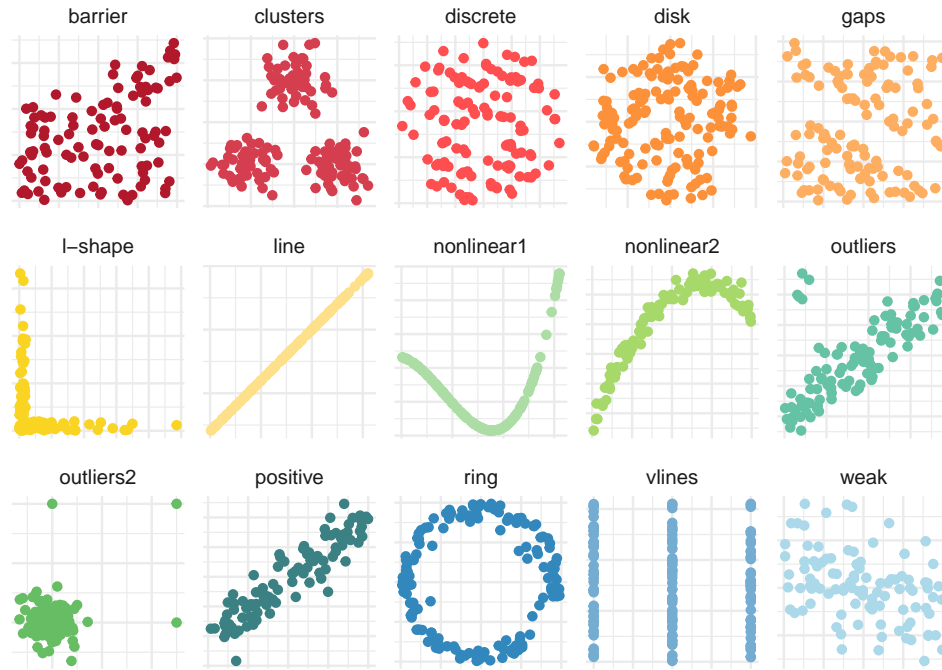 barrier
clusters
discrete
disk
gaps
l−shape
line
nonlinear1
nonlinear2
outliers
outliers2
positive
ring
vlines
weak